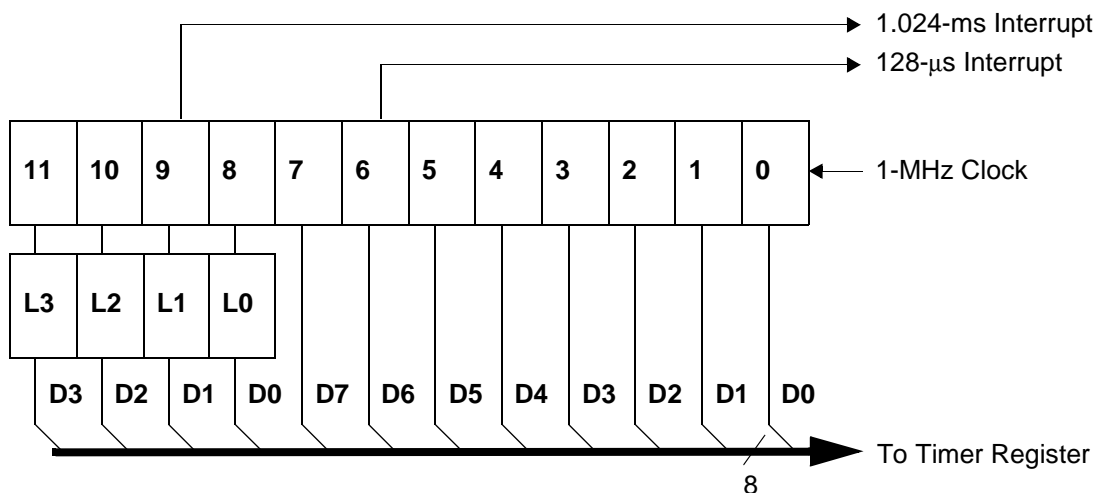 1.024-ms Interrupt
128-μs Interrupt
11 10 9 8 7 6 5 4 3 2 1 0
1-MHz Clock
L3 L2 L1 L0
D3 D2 D1 D0 D7 D6 D5 D4 D3 D2 D1 D0
To Timer Register
8